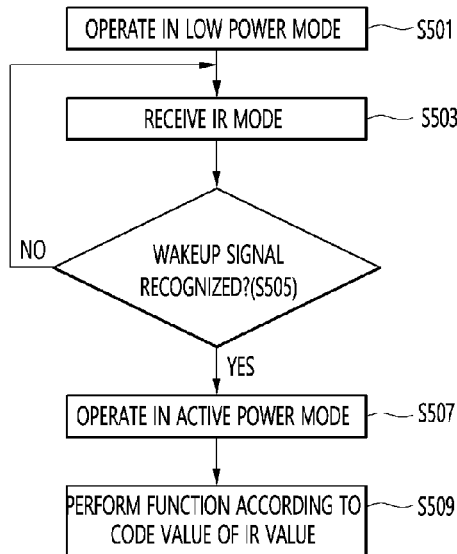 OPERATE IN LOW POWER MODE
S501
RECEIVE IR MODE
S503
NO
WAKEUP SIGNAL
RECOGNIZED?(S505)
YES
OPERATE IN ACTIVE POWER MODE
S507
PERFORM FUNCTION ACCORDING TO
CODE VALUE OF IR VALUE
S509